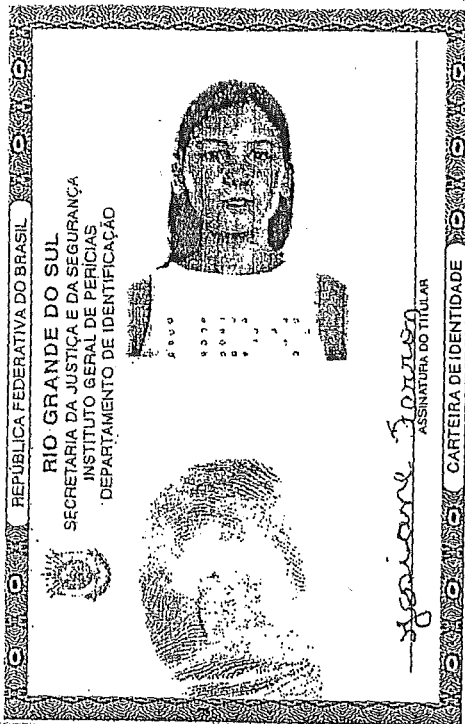 REPÚBLICA FEDERATIVA DO BRASIL
RIO GRANDE DO SUL
SECRETARIA DA JUSTIÇA E DA SEGURANÇA
INSTITUTO GERAL DE PERÍCIAS
DEPARTAMENTO DE IDENTIFICAÇÃO
ASSINATURA DO TITULAR
CARTEIRA DE IDENTIDADE